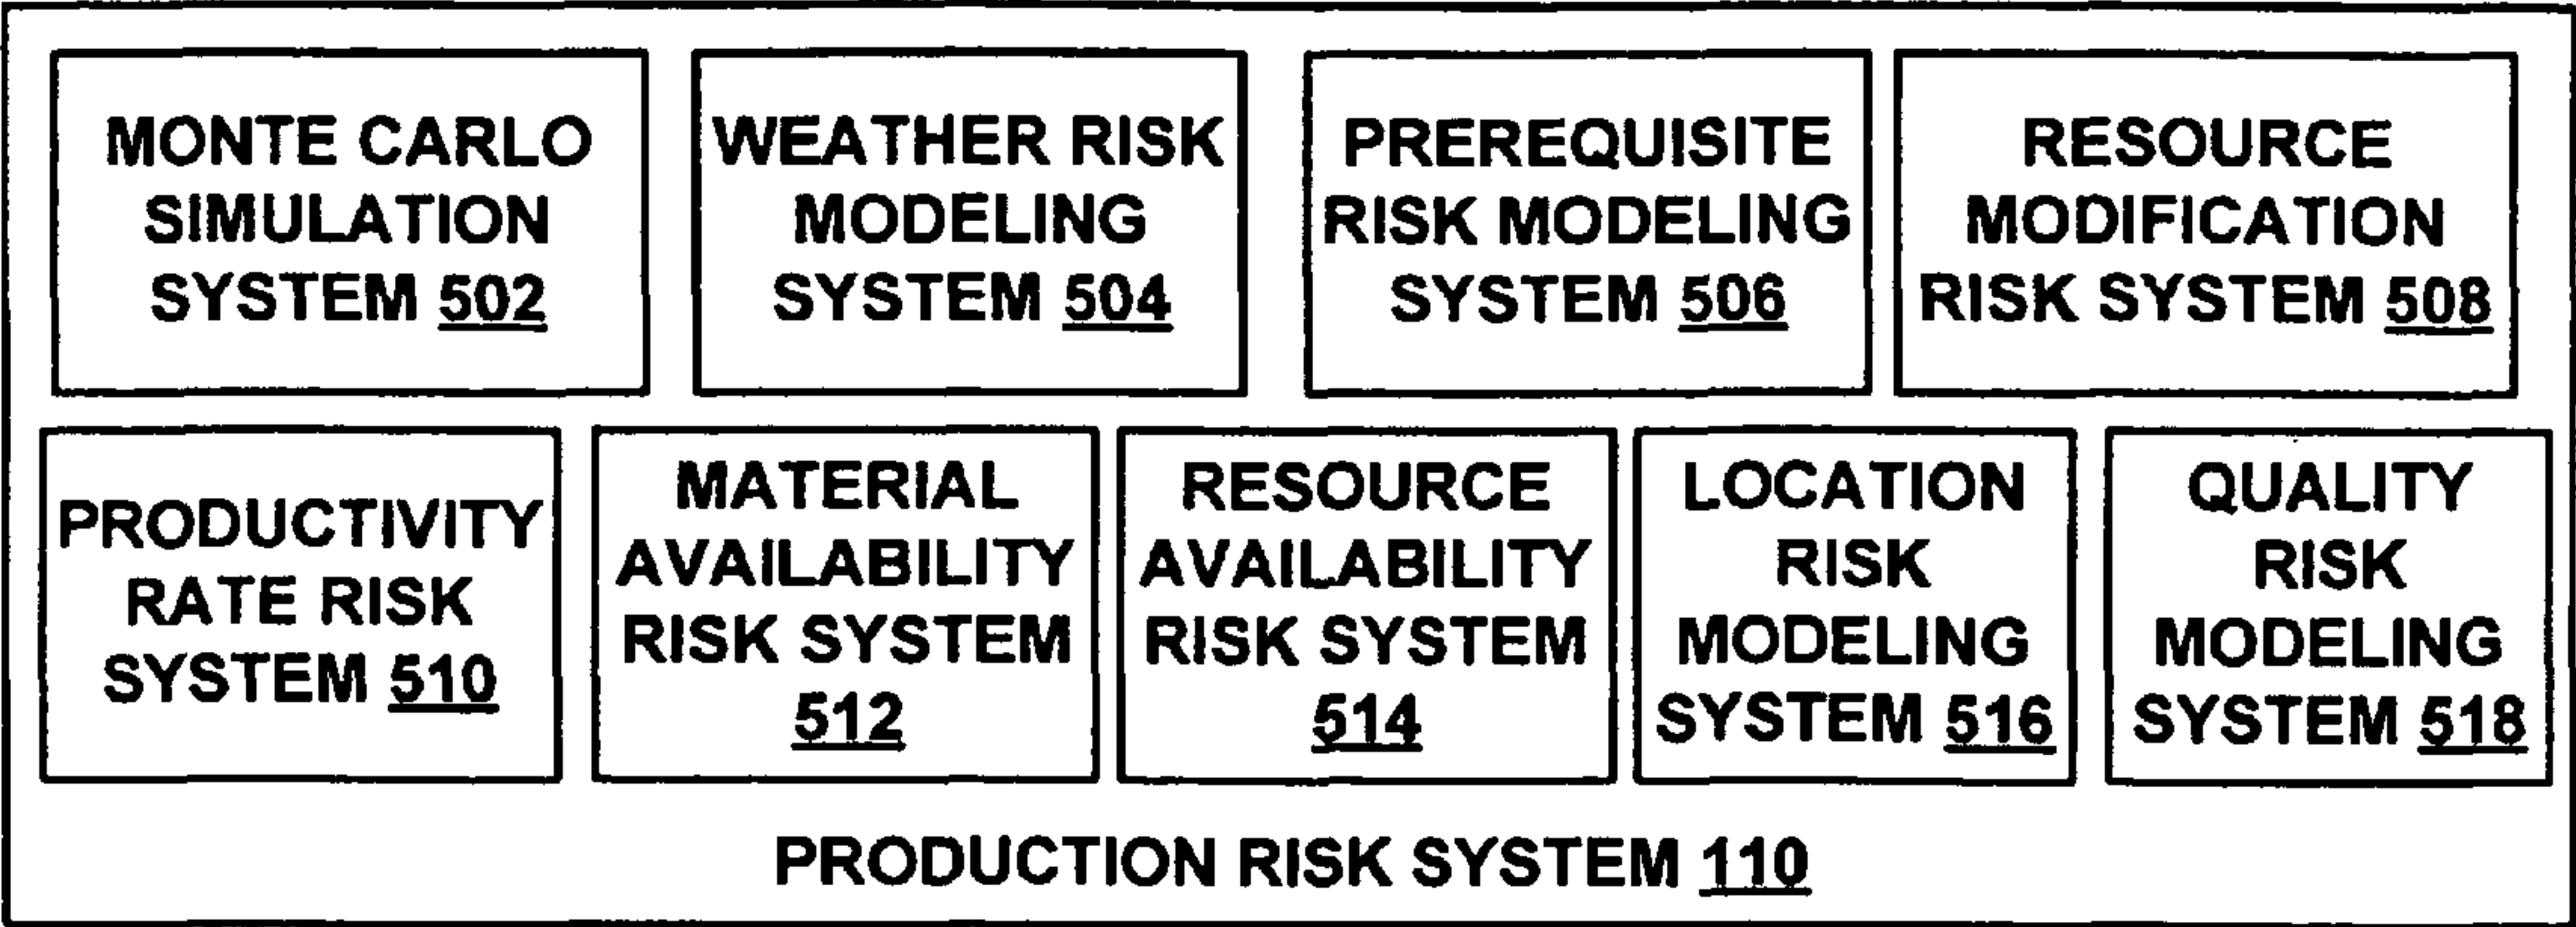 MONTE CARLO
SIMULATION
SYSTEM 502
WEATHER RISK
MODELING
SYSTEM 504
PREREQUISITE
RISK MODELING
SYSTEM 506
RESOURCE
MODIFICATION
RISK SYSTEM 508
PRODUCTIVITY
RATE RISK
SYSTEM 510
MATERIAL
AVAILABILITY
RISK SYSTEM
512
RESOURCE
AVAILABILITY
RISK SYSTEM
514
LOCATION
RISK
MODELING
SYSTEM 516
QUALITY
RISK
MODELING
SYSTEM 518
PRODUCTION RISK SYSTEM 110